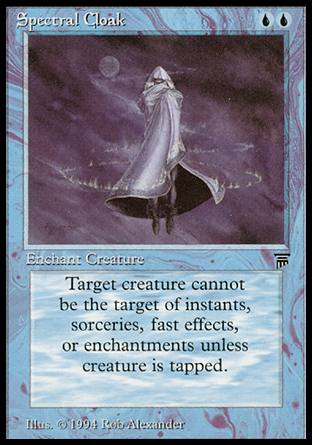 Spectral Cloak
Enchant Creature
Target creature cannot
be the target of instants,
sorceries, fast effects,
or enchantments unless
creature is tapped.
Illus. © 1994 Rob Alexander